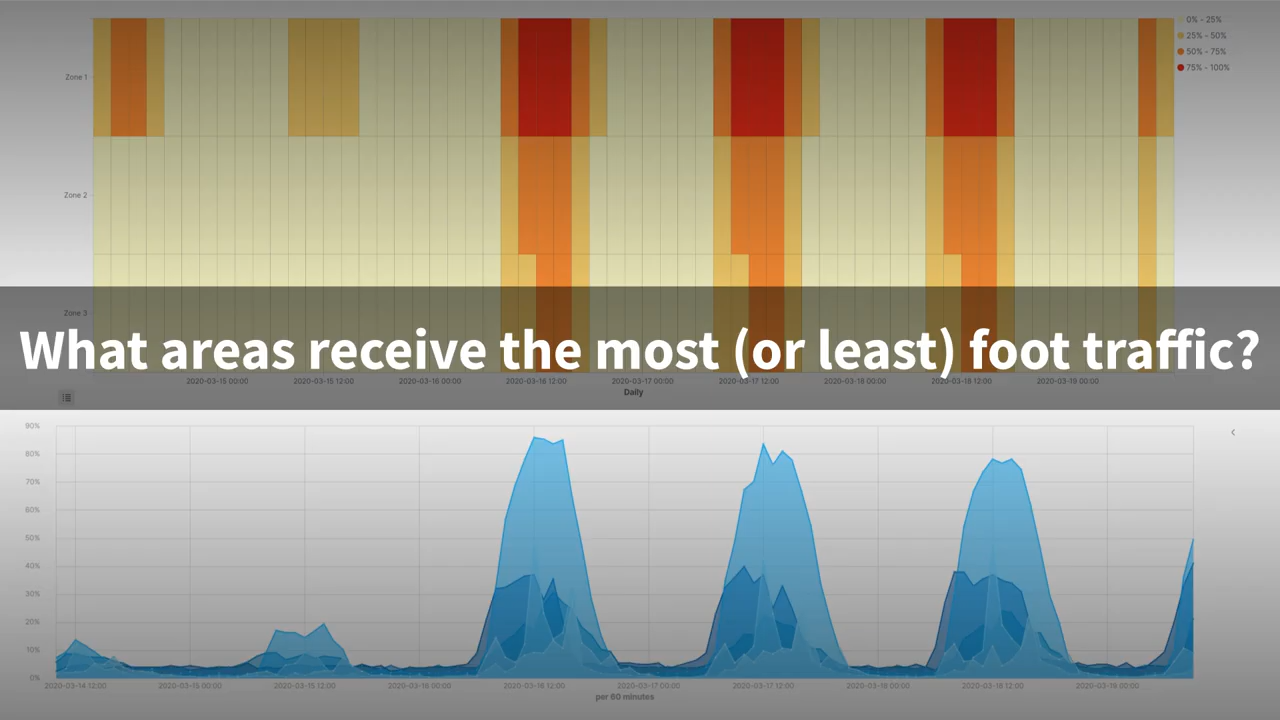 0% - 25%
25% - 50%
50% - 75%
75% - 100%
Zone 1
Zone 2
Zone 3
What areas receive the most (or least) foot traffic?
2020-03-15 00:00 2020-03-15 12:00 2020-03-16 00:00 2020-03-16 12:00 2020-03-17 00:00 2020-03-17 12:00 2020-03-18 00:00 2020-03-18 12:00 2020-03-19 00:00
Daily
90%
80%
70%
60%
50%
40%
30%
20%
10%
0%
2020-03-14 12:00 2020-03-15 00:00 2020-03-15 12:00 2020-03-16 00:00 2020-03-16 12:00 2020-03-17 00:00 2020-03-17 12:00 2020-03-18 00:00 2020-03-18 12:00 2020-03-19 00:00
per 60 minutes